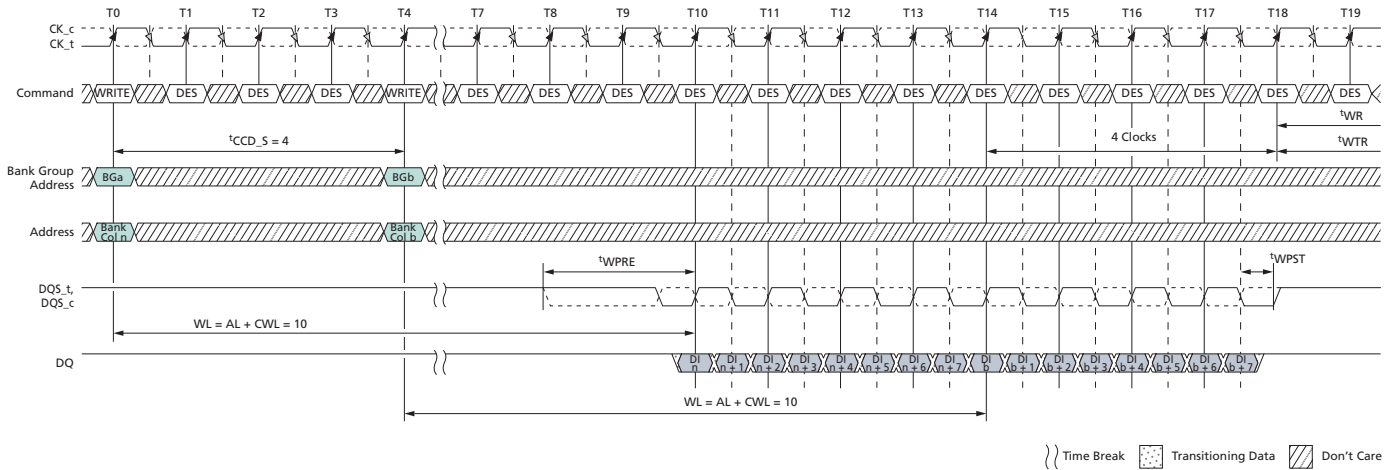 T0 T1 T2 T3 T4 T7 T8 T9 T10 T11 T12 T13 T14 T15 T16 T17 T18 T19
CK_c
CK_t
Command WRITE DES DES DES WRITE DES DES DES DES DES DES DES DES DES DES DES DES DES
tWR
tCCD_S = 4 4 Clocks
tWTR
Bank Group
Address BGa BGb
Address Bank Col n Bank Col b
tWPRE tWPST
DQS_t,
DQS_c
WL = AL + CWL = 10
DQ DI n DI n + 1 DI n + 2 DI n + 3 DI n + 4 DI n + 5 DI n + 6 DI n + 7 DI b DI b + 1 DI b + 2 DI b + 3 DI b + 4 DI b + 5 DI b + 6 DI b + 7
WL = AL + CWL = 10
Time Break Transitioning Data Don't Care